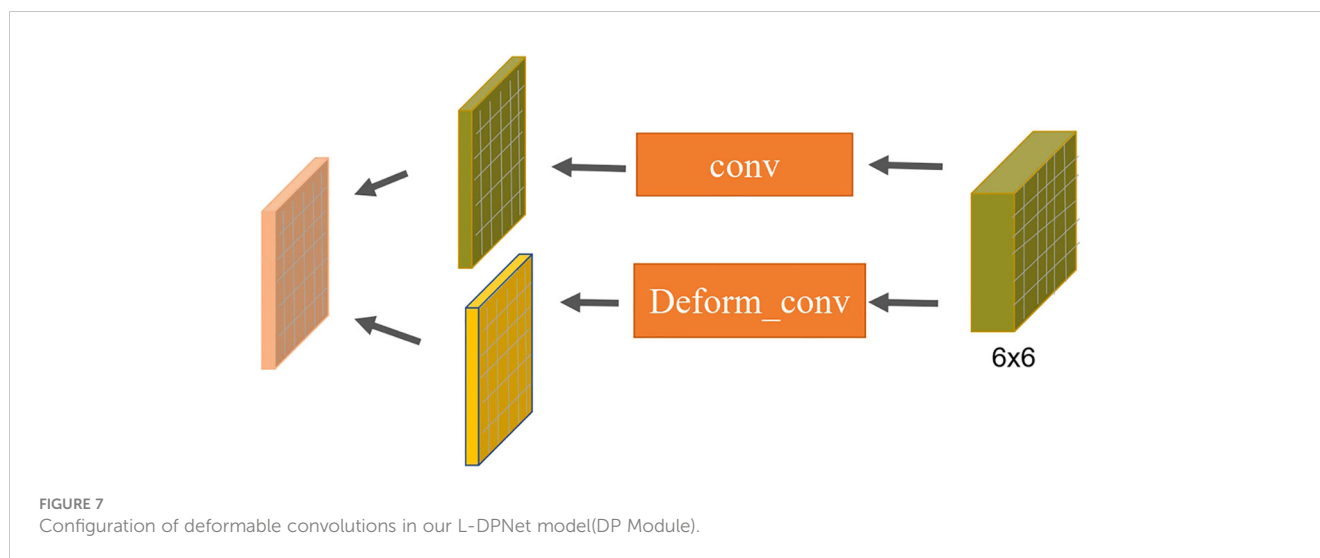 conv
Deform_conv
6x6
FIGURE 7
Configuration of deformable convolutions in our L-DPNet model(DP Module).